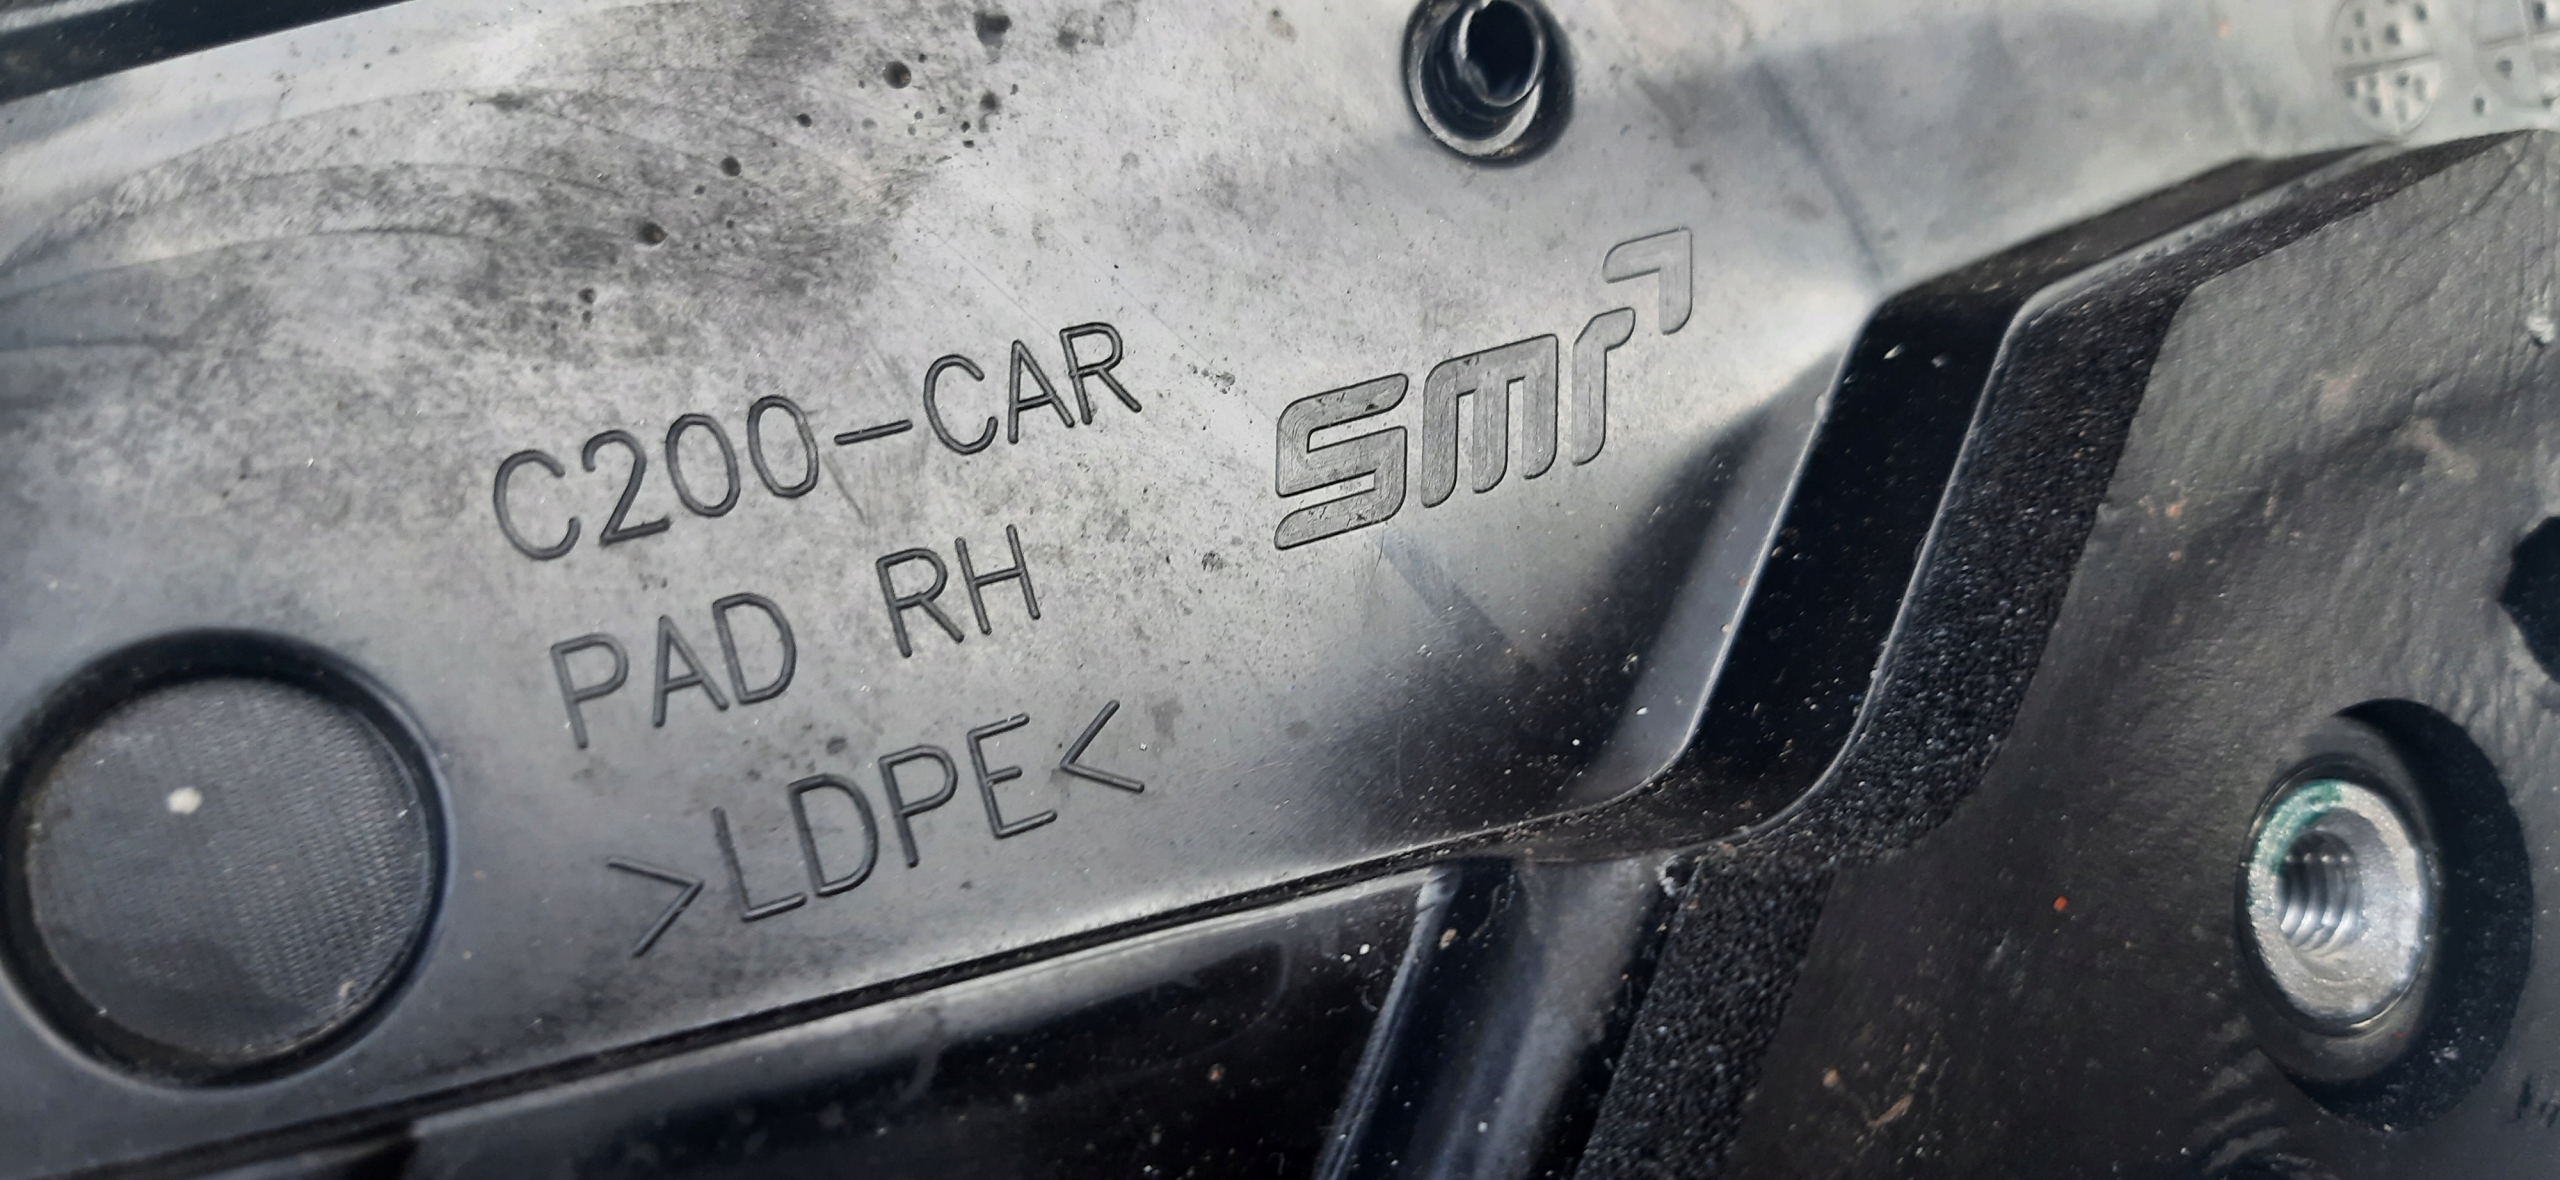 C200-CAR
PAD RH
>LDPE<
smr